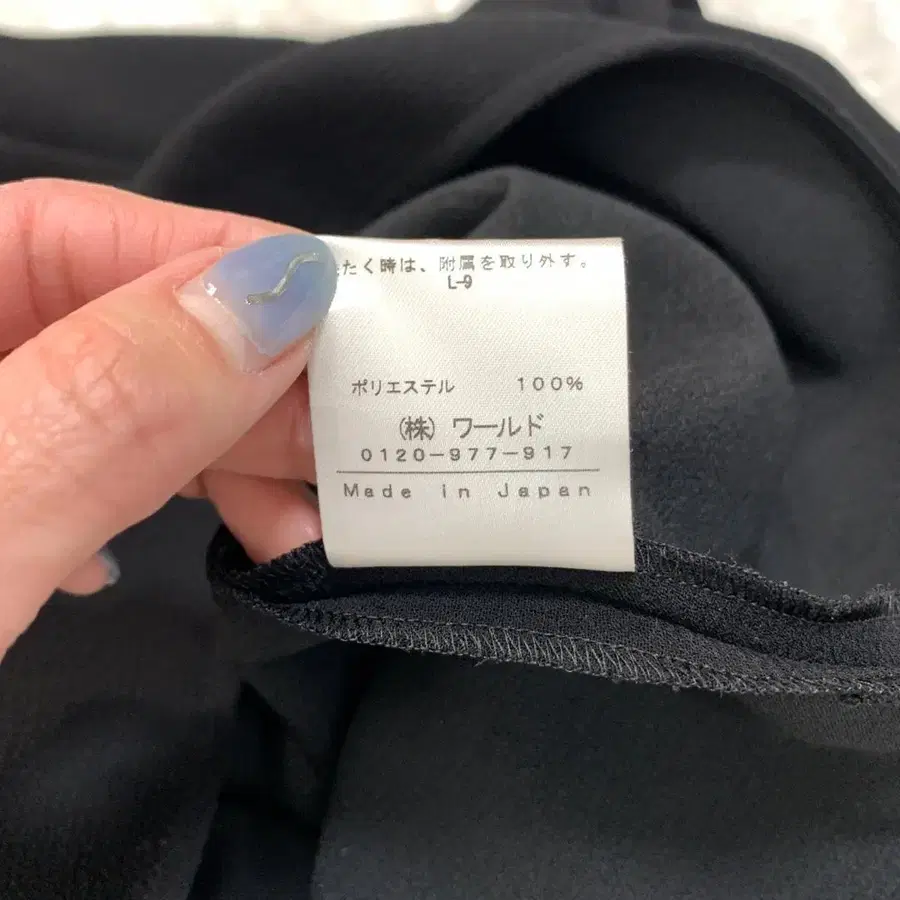 たく時は、附属を取り外す。
L-9
ポリエステル 100%
(株) ワールド
0120-977-917
Made in Japan